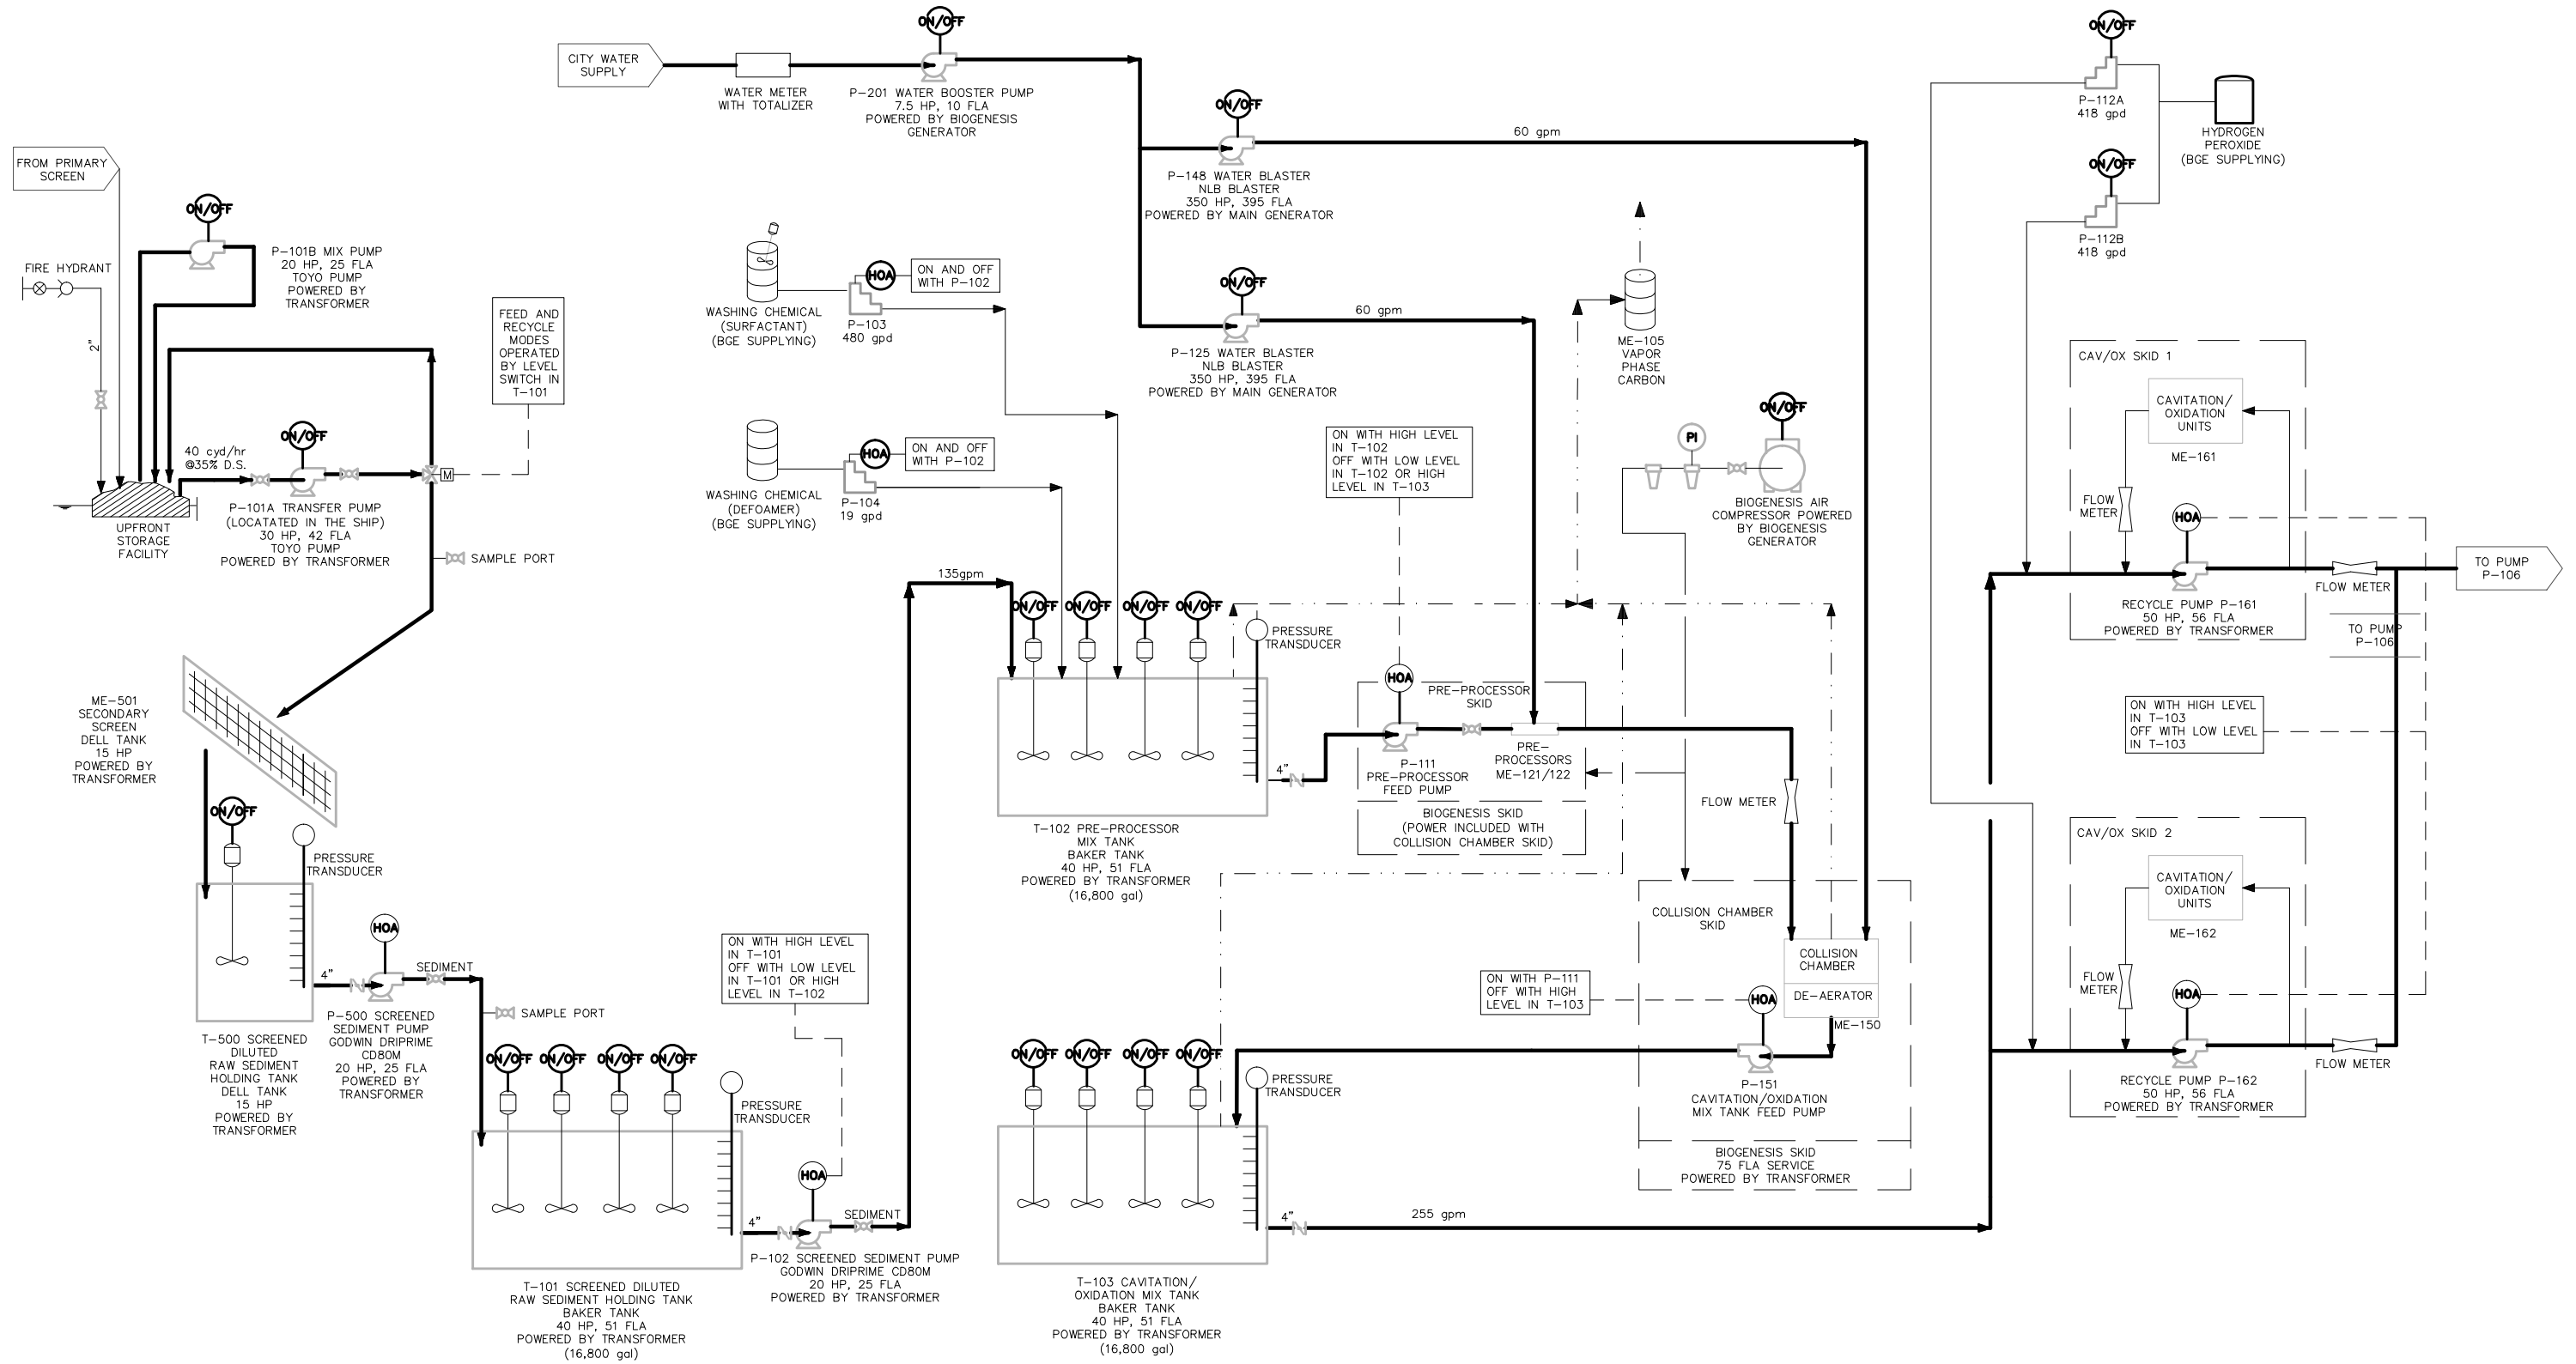 ON/OFF
CITY WATER
SUPPLY
WATER METER
WITH TOTALIZER
P-201 WATER BOOSTER PUMP
7.5 HP, 10 FLA
POWERED BY BIOGENESIS
GENERATOR
ON/OFF
60 gpm
P-148 WATER BLASTER
NLB BLASTER
350 HP, 395 FLA
POWERED BY MAIN GENERATOR
ON/OFF
P-112A
418 gpd
HYDROGEN
PEROXIDE
(BGE SUPPLYING)
ON/OFF
P-112B
418 gpd
FROM PRIMARY
SCREEN
ON/OFF
P-101B MIX PUMP
20 HP, 25 FLA
TOYO PUMP
POWERED BY
TRANSFORMER
FIRE HYDRANT
2"
FEED AND
RECYCLE
MODES
OPERATED
BY LEVEL
SWITCH IN
T-101
40 cyd/hr
@35% D.S.
ON/OFF
M
UPFRONT
STORAGE
FACILITY
P-101A TRANSFER PUMP
(LOCATATED IN THE SHIP)
30 HP, 42 FLA
TOYO PUMP
POWERED BY TRANSFORMER
SAMPLE PORT
WASHING CHEMICAL
(SURFACTANT)
(BGE SUPPLYING)
HOA
ON AND OFF
WITH P-102
P-103
480 gpd
WASHING CHEMICAL
(DEFOAMER)
(BGE SUPPLYING)
HOA
ON AND OFF
WITH P-102
P-104
19 gpd
ON/OFF
60 gpm
P-125 WATER BLASTER
NLB BLASTER
350 HP, 395 FLA
POWERED BY MAIN GENERATOR
ME-105
VAPOR
PHASE
CARBON
ON WITH HIGH LEVEL
IN T-102
OFF WITH LOW LEVEL
IN T-102 OR HIGH
LEVEL IN T-103
PI
ON/OFF
BIOGENESIS AIR
COMPRESSOR POWERED
BY BIOGENESIS
GENERATOR
CAV/OX SKID 1
CAVITATION/
OXIDATION
UNITS
ME-161
FLOW
METER
HOA
FLOW METER
RECYCLE PUMP P-161
50 HP, 56 FLA
POWERED BY TRANSFORMER
TO PUMP
P-106
TO PUMP
P-106
ON WITH HIGH LEVEL
IN T-103
OFF WITH LOW LEVEL
IN T-103
ME-501
SECONDARY
SCREEN
DELL TANK
15 HP
POWERED BY
TRANSFORMER
ON/OFF
PRESSURE
TRANSDUCER
4"
HOA
SEDIMENT
T-500 SCREENED
DILUTED
RAW SEDIMENT
HOLDING TANK
DELL TANK
15 HP
POWERED BY
TRANSFORMER
P-500 SCREENED
SEDIMENT PUMP
GODWIN DRIPRIME
CD80M
20 HP, 25 FLA
POWERED BY
TRANSFORMER
SAMPLE PORT
ON/OFF
ON/OFF
ON/OFF
ON/OFF
PRESSURE
TRANSDUCER
4"
T-101 SCREENED DILUTED
RAW SEDIMENT HOLDING TANK
BAKER TANK
40 HP, 51 FLA
POWERED BY TRANSFORMER
(16,800 gal)
ON WITH HIGH LEVEL
IN T-101
OFF WITH LOW LEVEL
IN T-101 OR HIGH
LEVEL IN T-102
HOA
SEDIMENT
P-102 SCREENED SEDIMENT PUMP
GODWIN DRIPRIME CD80M
20 HP, 25 FLA
POWERED BY TRANSFORMER
135gpm
ON/OFF
ON/OFF
ON/OFF
ON/OFF
PRESSURE
TRANSDUCER
4"
T-102 PRE-PROCESSOR
MIX TANK
BAKER TANK
40 HP, 51 FLA
POWERED BY TRANSFORMER
(16,800 gal)
HOA
PRE-PROCESSOR
SKID
P-111
PRE-PROCESSOR
FEED PUMP
PRE-
PROCESSORS
ME-121/122
BIOGENESIS SKID
(POWER INCLUDED WITH
COLLISION CHAMBER SKID)
FLOW METER
COLLISION CHAMBER
SKID
COLLISION
CHAMBER
DE-AERATOR
ME-150
ON WITH P-111
OFF WITH HIGH
LEVEL IN T-103
HOA
P-151
CAVITATION/OXIDATION
MIX TANK FEED PUMP
BIOGENESIS SKID
75 FLA SERVICE
POWERED BY TRANSFORMER
ON/OFF
ON/OFF
ON/OFF
ON/OFF
PRESSURE
TRANSDUCER
4"
255 gpm
T-103 CAVITATION/
OXIDATION MIX TANK
BAKER TANK
40 HP, 51 FLA
POWERED BY TRANSFORMER
(16,800 gal)
CAV/OX SKID 2
CAVITATION/
OXIDATION
UNITS
ME-162
FLOW
METER
HOA
FLOW METER
RECYCLE PUMP P-162
50 HP, 56 FLA
POWERED BY TRANSFORMER